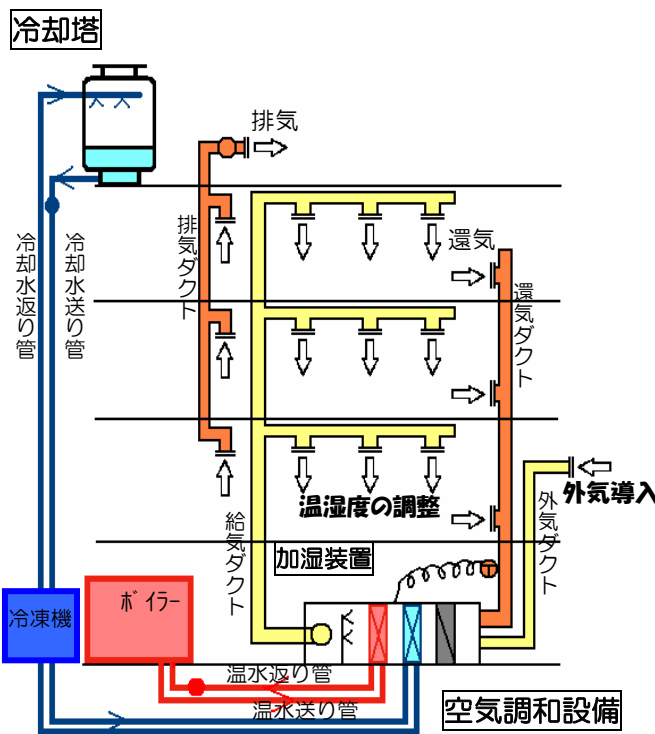 冷却塔
排気
還気
排気ダクト
冷却水返り管
冷却水送り管
還気ダクト
外気導入
温湿度の調整
外気ダクト
給気ダクト
加湿装置
ﾎﾞｲﾗｰ
冷凍機
温水返り管
温水送り管
空気調和設備